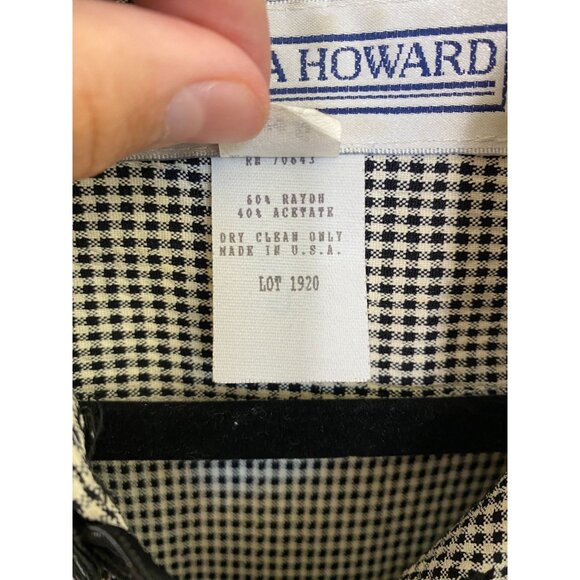 A HOWARD
RN 70643
60% RAYON
40% ACETATE
DRY CLEAN ONLY
MADE IN U.S.A.
LOT 1920